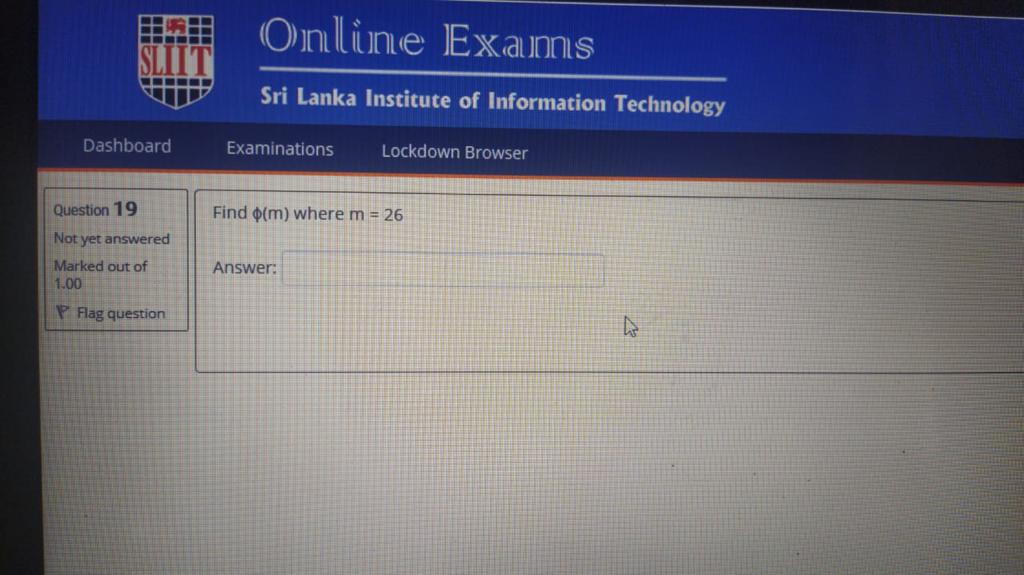 SLIIT
Online Exams
Sri Lanka Institute of Information Technology
Dashboard Examinations Lockdown Browser
Question 19
Not yet answered
Marked out of
1.00
Flag question
Find ϕ(m) where m = 26
Answer: